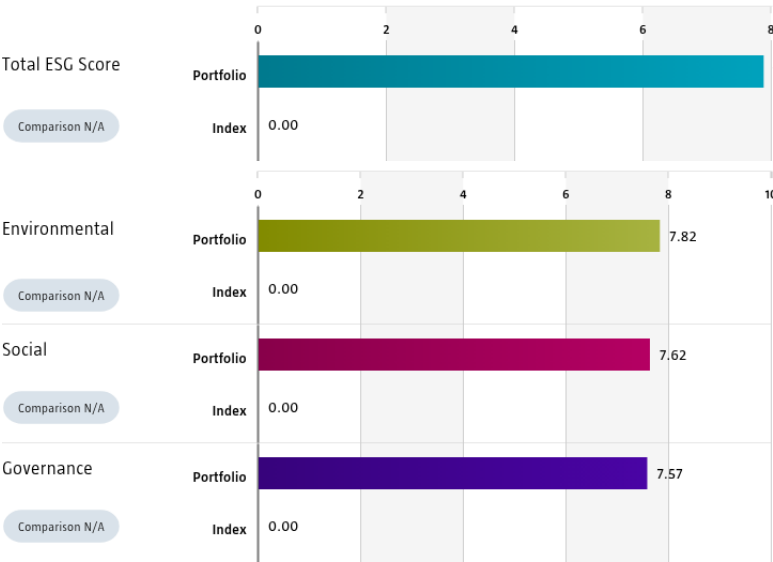 0 2 4 6 8
Total ESG Score
Portfolio
Comparison N/A
Index 0.00
0 2 4 6 8 10
Environmental
Portfolio 7.82
Comparison N/A
Index 0.00
Social
Portfolio 7.62
Comparison N/A
Index 0.00
Governance
Portfolio 7.57
Comparison N/A
Index 0.00